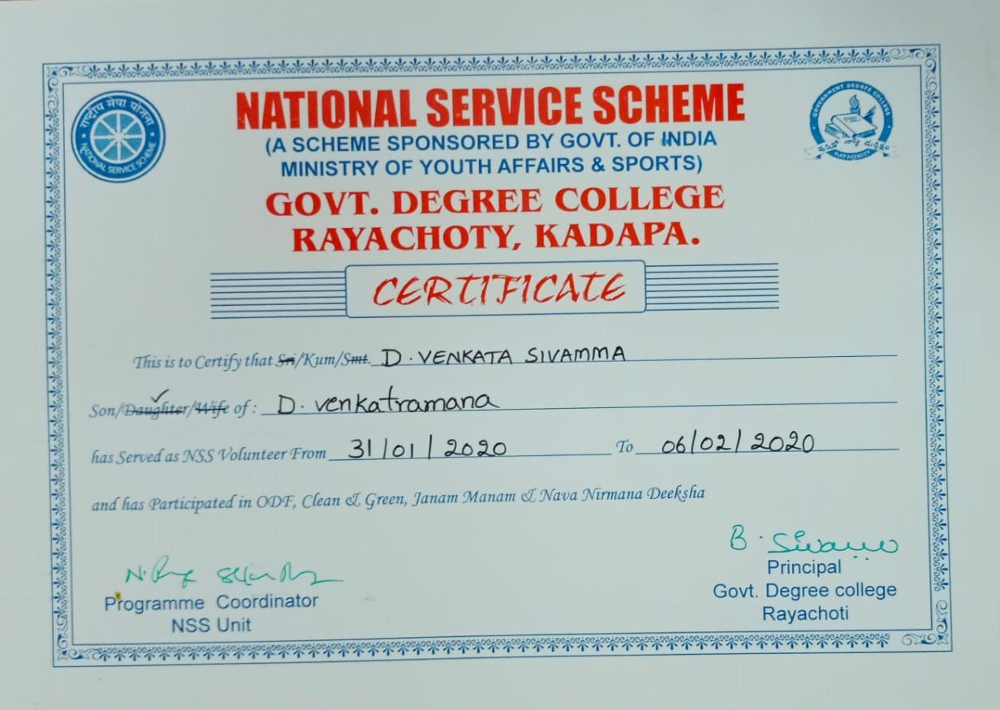 राष्ट्रीय सेवा योजना
NATIONAL SERVICE SCHEME
NATIONAL SERVICE SCHEME
(A SCHEME SPONSORED BY GOVT. OF INDIA
MINISTRY OF YOUTH AFFAIRS & SPORTS)
GOVERNMENT DEGREE COLLEGE
RAYACHOTY
GOVT. DEGREE COLLEGE
RAYACHOTY, KADAPA.
CERTIFICATE
This is to Certify that Sri/Kum/Smt. D. VENKATA SIVAMMA
Son/Daughter/Wife of : D. Venkatramana
has Served as NSS Volunteer From 31/01/2020 To 06/02/2020
and has Participated in ODF, Clean & Green, Janam Manam & Nava Nirmana Deeksha
B.
Principal
Govt. Degree college
Rayachoti
Programme Coordinator
NSS Unit